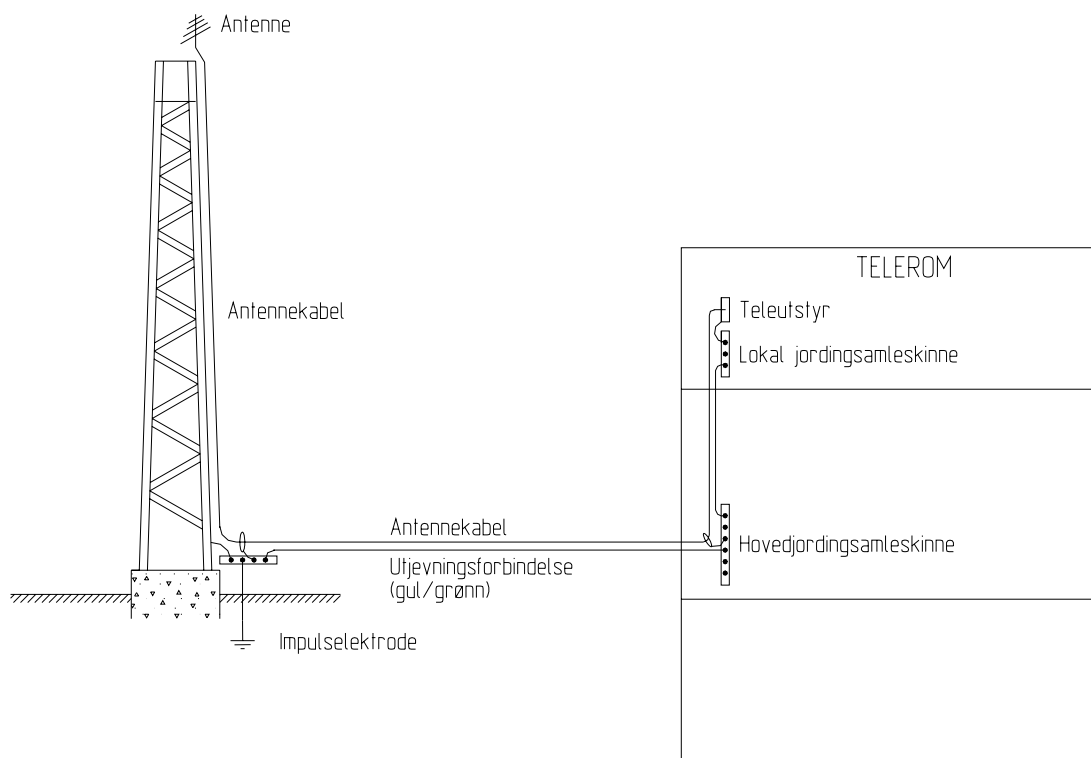 Antenne
TELEROM
Antennekabel
Teleutstyr
Lokal jordingsamleskinne
Antennekabel
Hovedjordingsamleskinne
Utjevningsforbindelse
(gul/grønn)
Impulselektrode